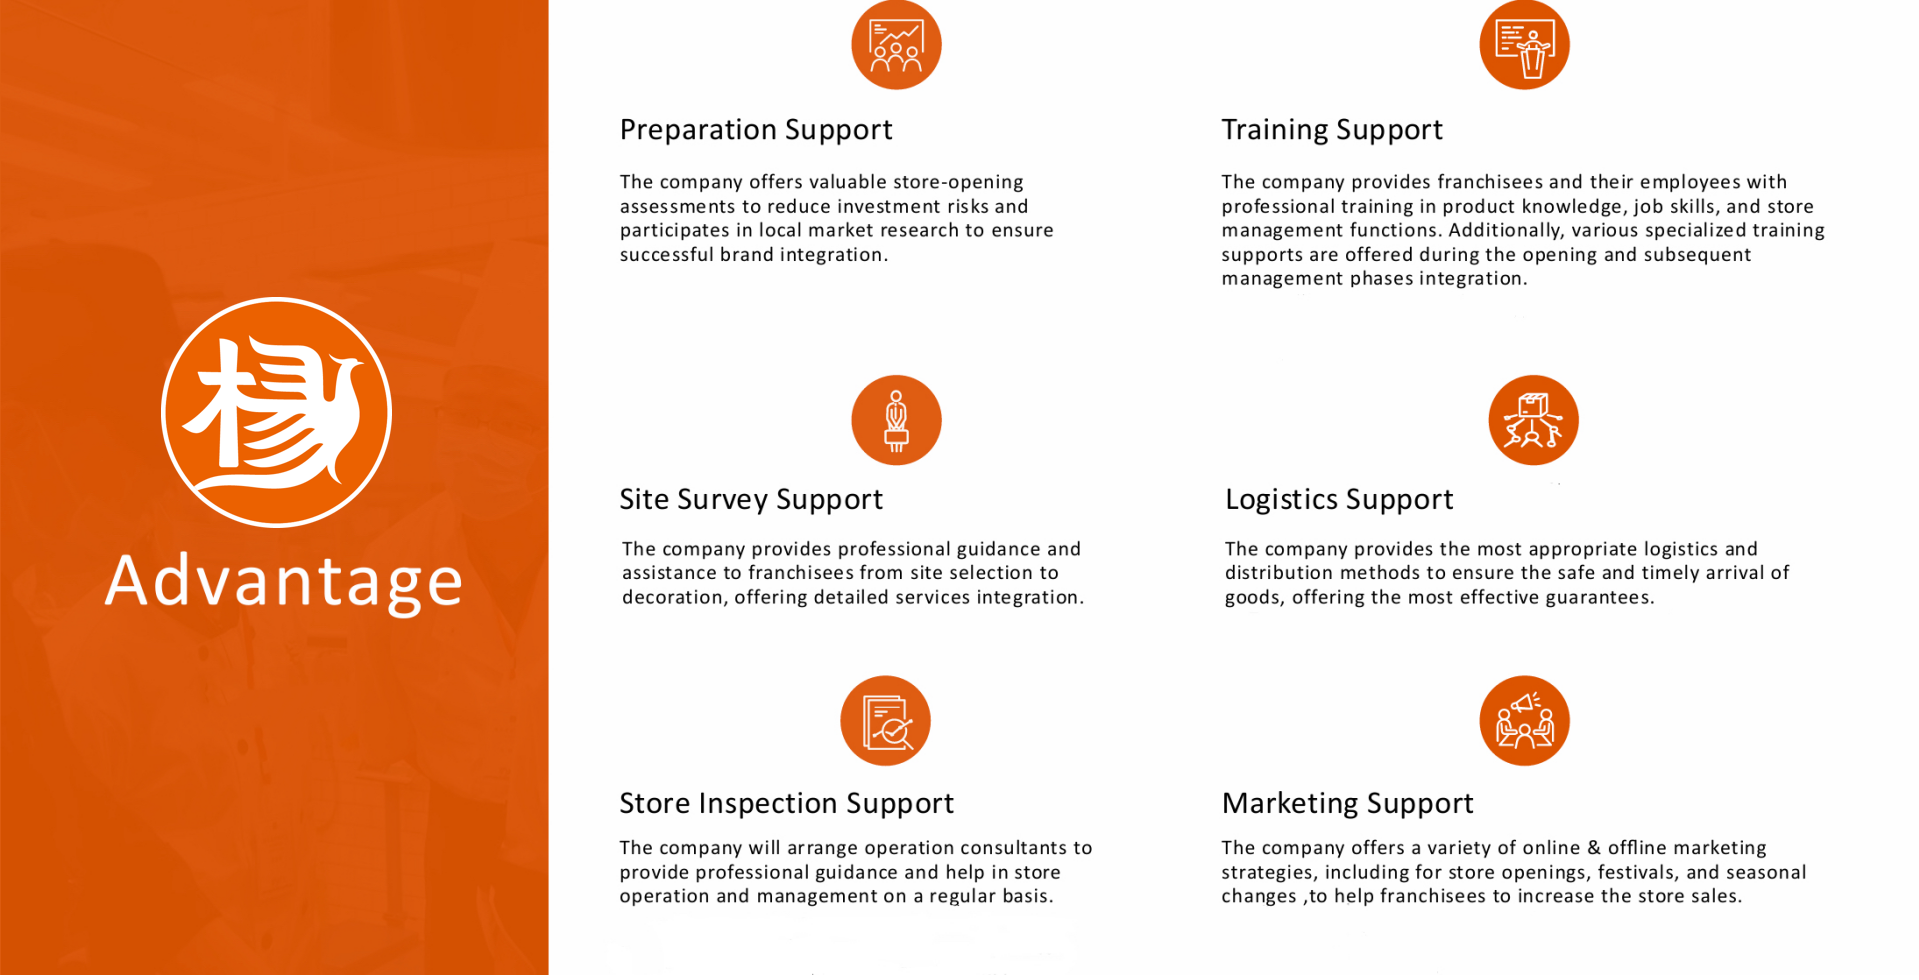 杨
Advantage
Preparation Support
The company offers valuable store-opening
assessments to reduce investment risks and
participates in local market research to ensure
successful brand integration.
Training Support
The company provides franchisees and their employees with
professional training in product knowledge, job skills, and store
management functions. Additionally, various specialized training
supports are offered during the opening and subsequent
management phases integration.
Site Survey Support
The company provides professional guidance and
assistance to franchisees from site selection to
decoration, offering detailed services integration.
Logistics Support
The company provides the most appropriate logistics and
distribution methods to ensure the safe and timely arrival of
goods, offering the most effective guarantees.
Store Inspection Support
The company will arrange operation consultants to
provide professional guidance and help in store
operation and management on a regular basis.
Marketing Support
The company offers a variety of online & offline marketing
strategies, including for store openings, festivals, and seasonal
changes ,to help franchisees to increase the store sales.